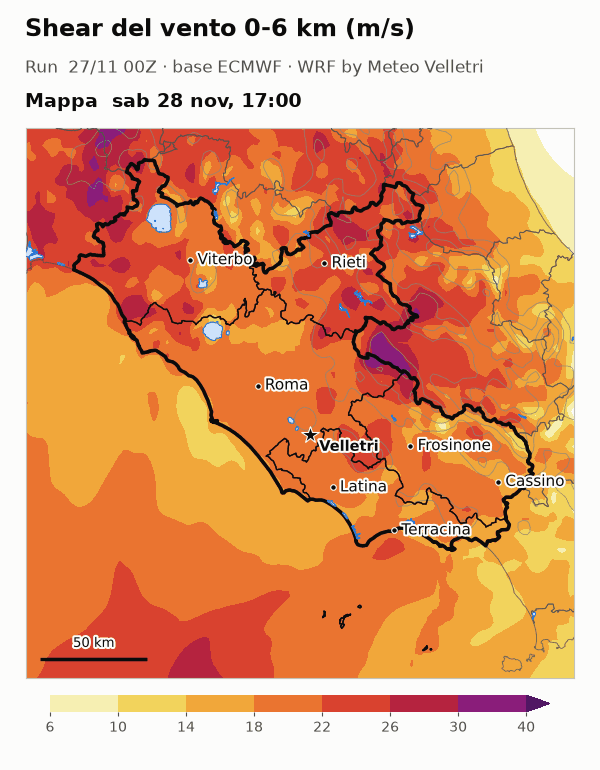 Shear del vento 0-6 km (m/s)
Run  27/11 00Z · base ECMWF · WRF by Meteo Velletri
Mappa  sab 28 nov, 17:00
Viterbo
Rieti
Roma
Velletri
Frosinone
Latina
Cassino
Terracina
50 km
6 10 14 18 22 26 30 40